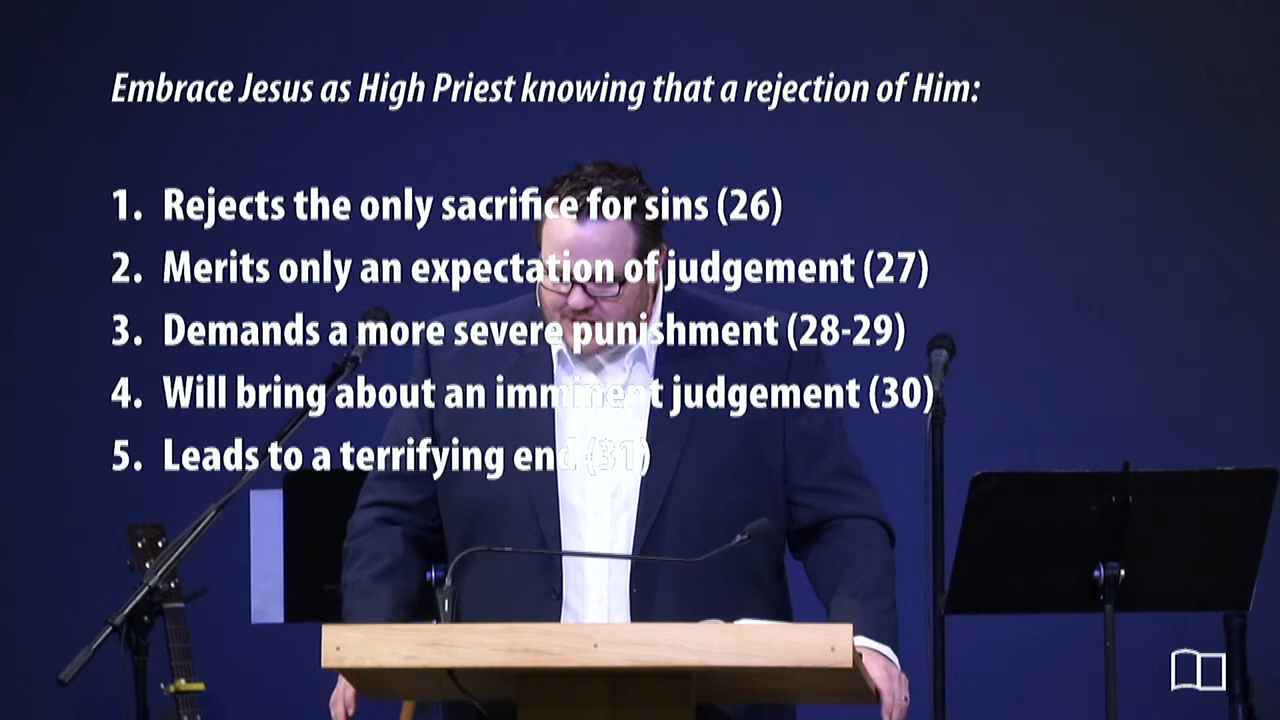 Embrace Jesus as High Priest knowing that a rejection of Him:
1. Rejects the only sacrifice for sins (26)
2. Merits only an expectation of judgement (27)
3. Demands a more severe punishment (28-29)
4. Will bring about an imminent judgement (30)
5. Leads to a terrifying end (31)